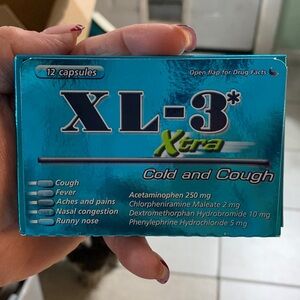 12 capsules
Open flap for Drug Facts
XL-3*
Xtra
Cold and Cough
Cough
Fever
Aches and pains
Nasal congestion
Runny nose
Acetaminophen 250 mg
Chlorpheniramine Maleate 2 mg
Dextromethorphan Hydrobromide 10 mg
Phenylephrine Hydrochloride 5 mg